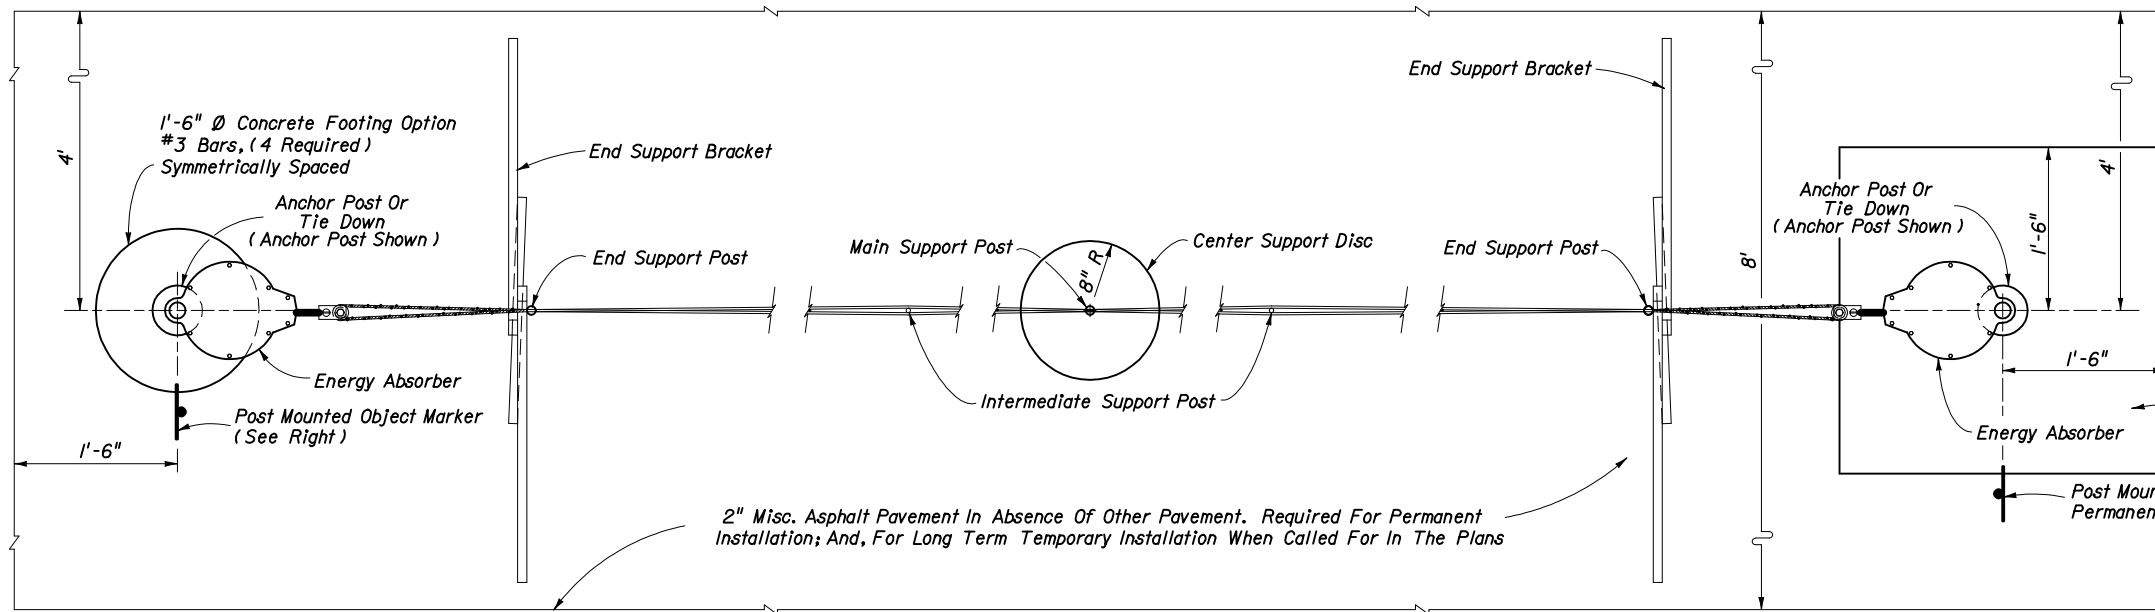 4'
1'-6" Ø Concrete Footing Option
#3 Bars, (4 Required)
Symmetrically Spaced
Anchor Post Or
Tie Down
(Anchor Post Shown)
End Support Bracket
End Support Post
Energy Absorber
Post Mounted Object Marker
(See Right)
1'-6"
Main Support Post
8" R
Center Support Disc
Intermediate Support Post
End Support Bracket
End Support Post
8'
2" Misc. Asphalt Pavement In Absence Of Other Pavement. Required For Permanent
Installation; And, For Long Term Temporary Installation When Called For In The Plans
Anchor Post Or
Tie Down
(Anchor Post Shown)
1'-6"
4'
1'-6"
Energy Absorber
Post Moun
Permanen